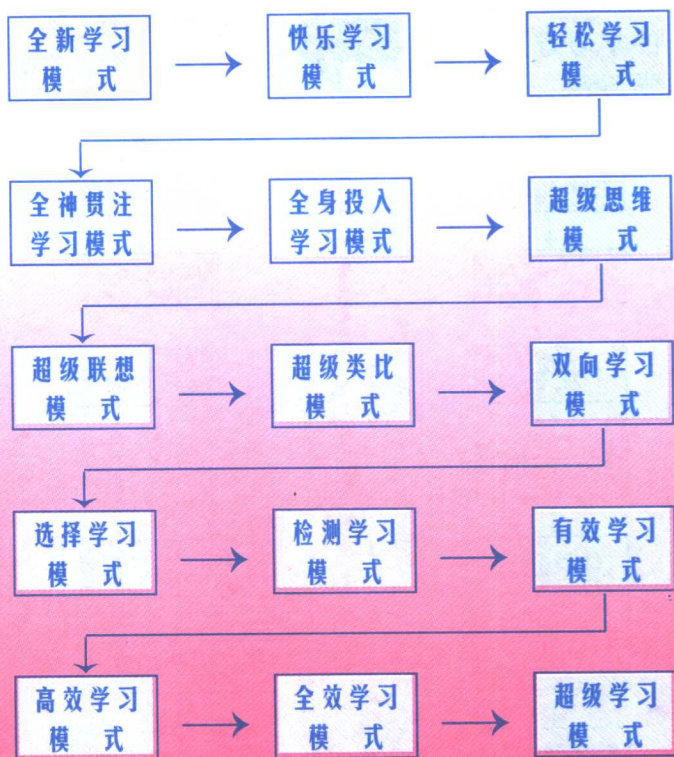 全新学习
模 式
快乐学习
模 式
轻松学习
模 式
全神贯注
学习模式
全身投入
学习模式
超级思维
模 式
超级联想
模 式
超级类比
模 式
双向学习
模 式
选择学习
模 式
检测学习
模 式
有效学习
模 式
高效学习
模 式
全效学习
模 式
超级学习
模 式